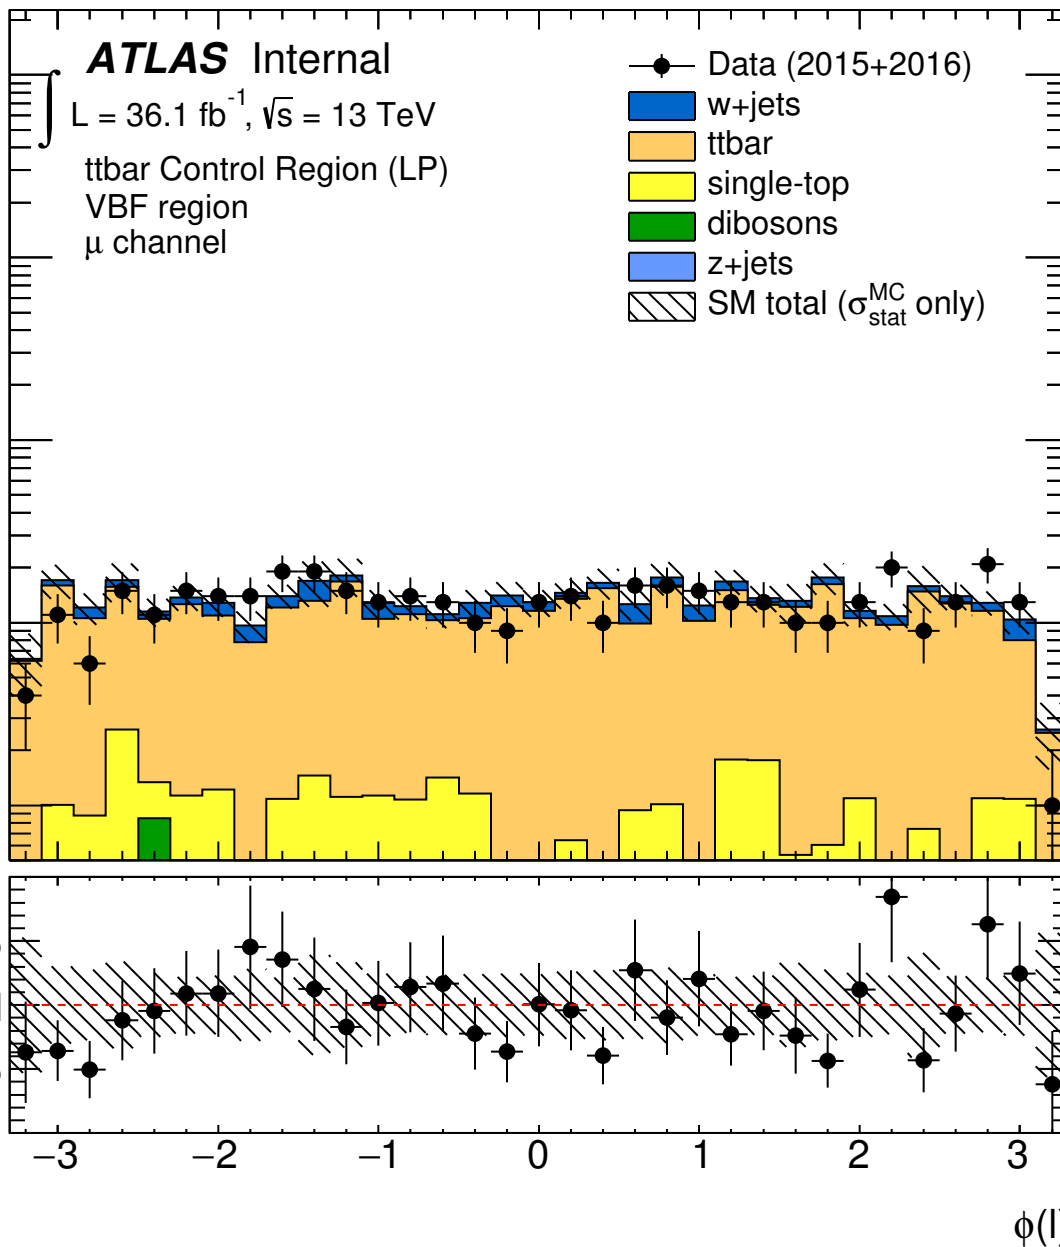 ATLAS Internal
∫ L = 36.1 fb⁻¹, √s = 13 TeV
ttbar Control Region (LP)
VBF region
μ channel
Data (2015+2016)
w+jets
ttbar
single-top
dibosons
z+jets
SM total (σ^MC_stat only)
−3 −2 −1 0 1 2 3
ϕ(l)